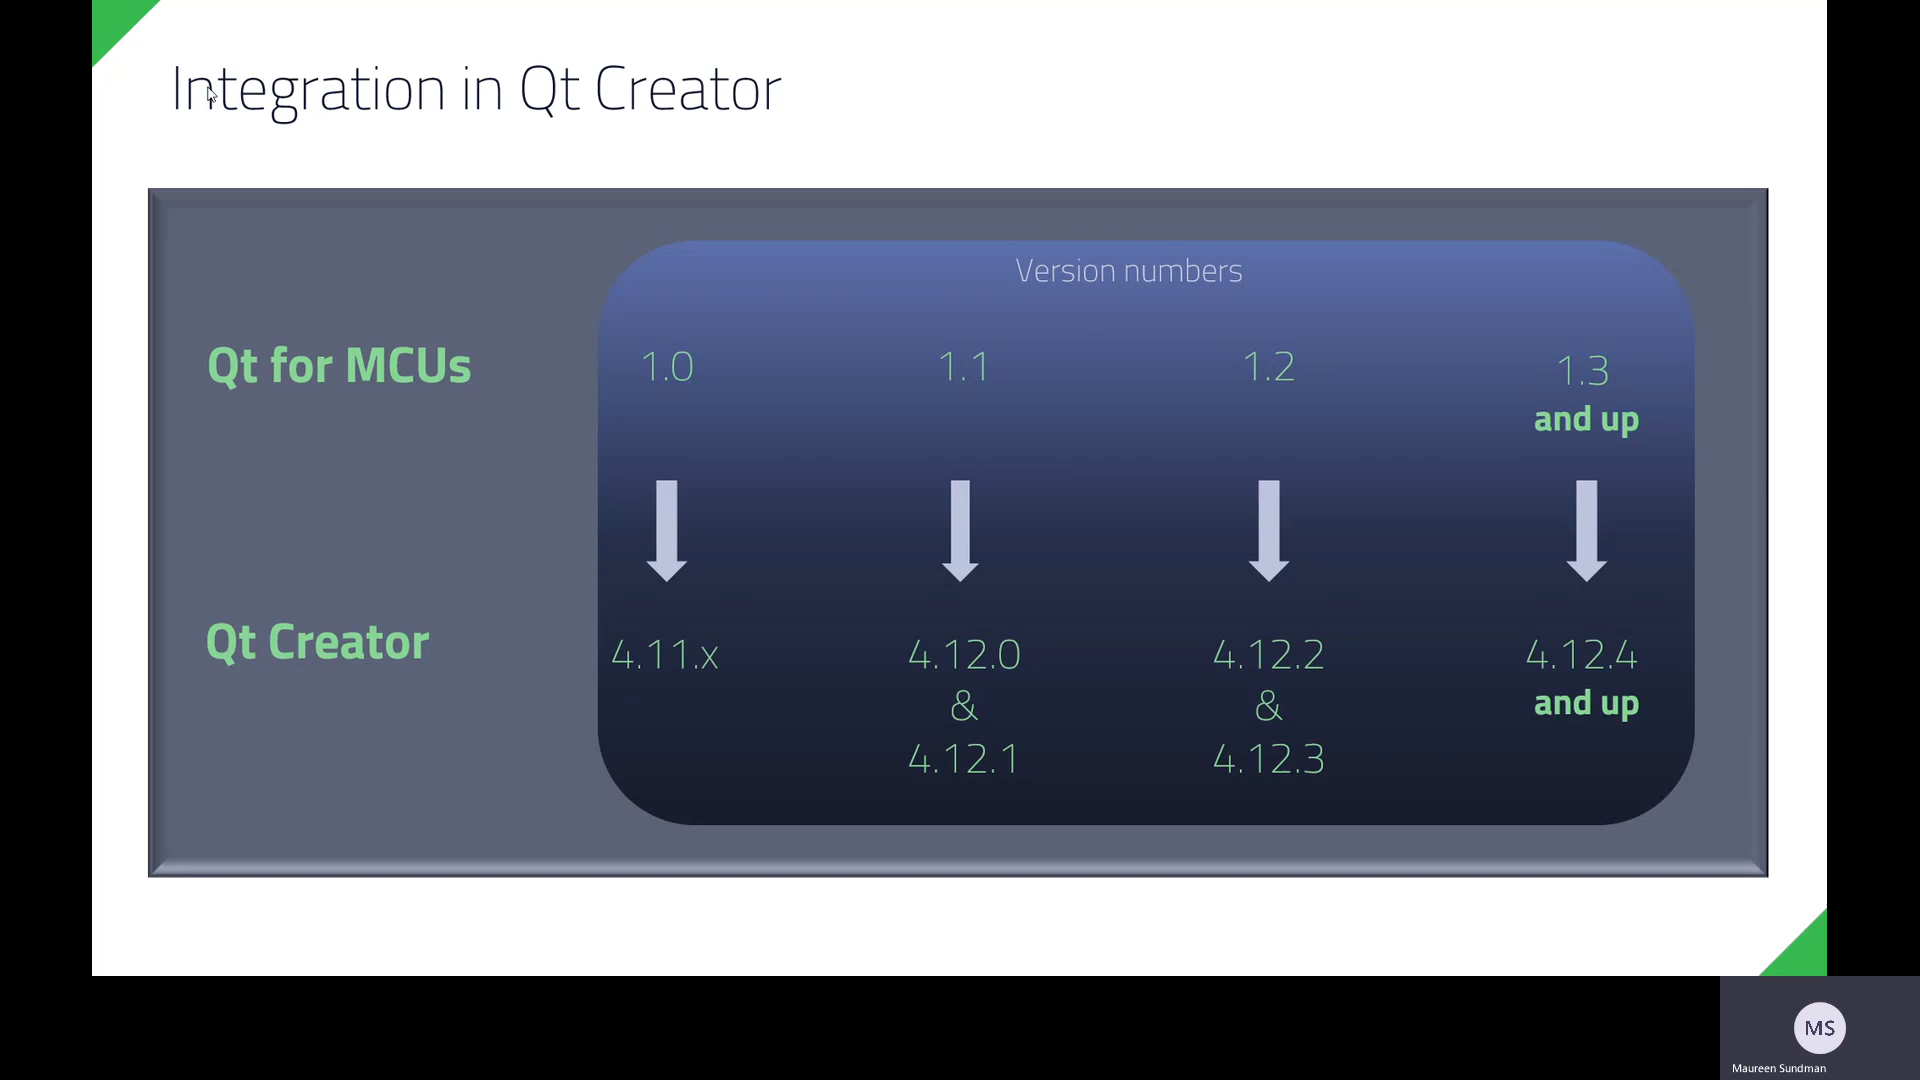 Integration in Qt Creator
Version numbers
Qt for MCUs
1.0
1.1
1.2
1.3
and up
Qt Creator
4.11.x
4.12.0
&
4.12.1
4.12.2
&
4.12.3
4.12.4
and up
MS
Maureen Sundman